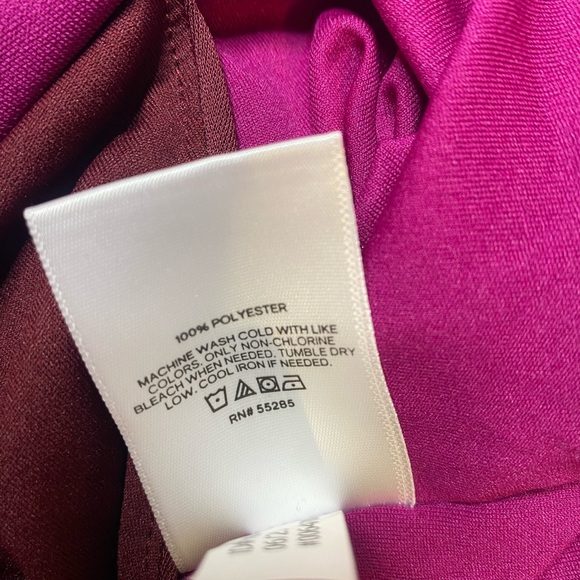 100% POLYESTER
MACHINE WASH COLD WITH LIKE
COLORS, ONLY NON-CHLORINE
BLEACH WHEN NEEDED. TUMBLE DRY
LOW, COOL IRON IF NEEDED.
RN# 55285